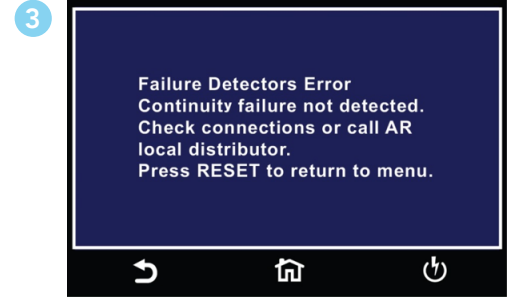 3
Failure Detectors Error
Continuity failure not detected.
Check connections or call AR
local distributor.
Press RESET to return to menu.